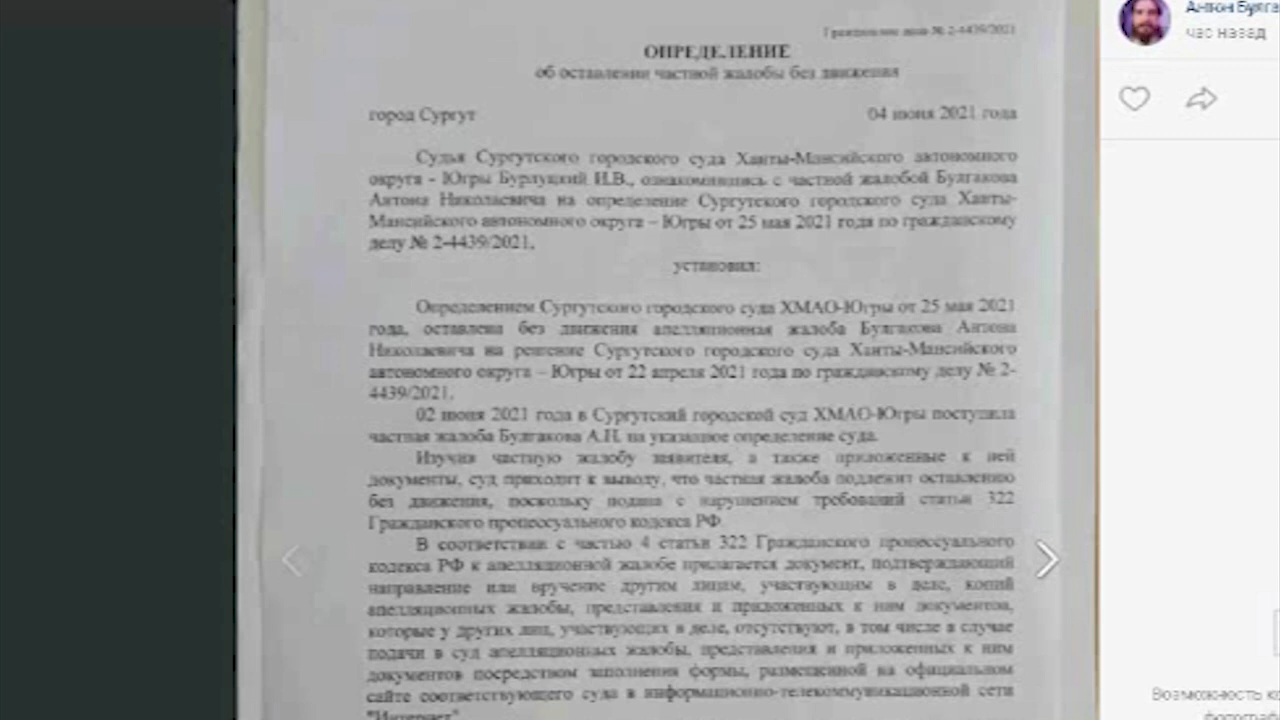 Гражданское дело № 2-4439/2021
ОПРЕДЕЛЕНИЕ
об оставлении частной жалобы без движения
город Сургут 04 июня 2021 года
Судья Сургутского городского суда Ханты-Мансийского автономного
округа - Югры Бурлуцкий И.В., ознакомившись с частной жалобой Булгакова
Антона Николаевича на определение Сургутского городского суда Ханты-
Мансийского автономного округа – Югры от 25 мая 2021 года по гражданскому
делу № 2-4439/2021,
установил:
Определением Сургутского городского суда ХМАО-Югры от 25 мая 2021
года, оставлена без движения апелляционная жалоба Булгакова Антона
Николаевича на решение Сургутского городского суда Ханты-Мансийского
автономного округа – Югры от 22 апреля 2021 года по гражданскому делу № 2-
4439/2021.
02 июня 2021 года в Сургутский городской суд ХМАО-Югры поступила
частная жалоба Булгакова А.Н. на указанное определение суда.
Изучив частную жалобу заявителя, а также приложенные к ней
документы, суд приходит к выводу, что частная жалоба подлежит оставлению
без движения, поскольку подана с нарушением требований статьи 322
Гражданского процессуального кодекса РФ.
В соответствии с частью 4 статьи 322 Гражданского процессуального
кодекса РФ к апелляционной жалобе прилагается документ, подтверждающий
направление или вручение другим лицам, участвующим в деле, копий
апелляционных жалобы, представления и приложенных к ним документов,
которые у других лиц, участвующих в деле, отсутствуют, в том числе в случае
подачи в суд апелляционных жалобы, представления и приложенных к ним
документов посредством заполнения формы, размещенной на официальном
сайте соответствующего суда в информационно-телекоммуникационной сети
"Интернет"
Антон Булга
час назад
Возможность к
фотограф